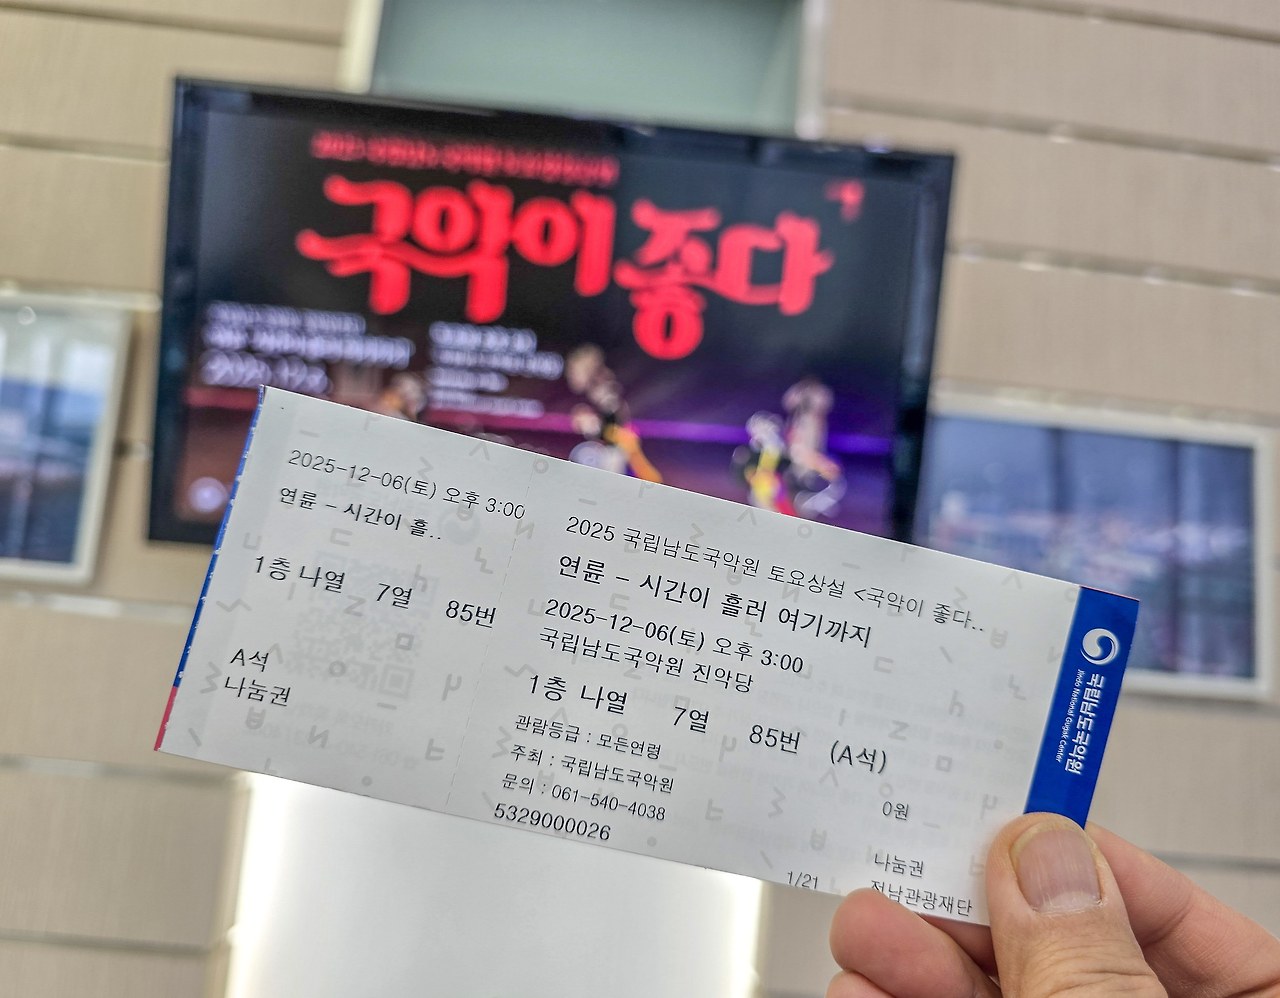 국악이 좋다
2025-12-06(토) 오후 3:00
연륜 - 시간이 흘..
1층 나열 7열 85번
A석
나눔권
2025 국립남도국악원 토요상설 <국악이 좋다..
연륜 - 시간이 흘러 여기까지
2025-12-06(토) 오후 3:00
국립남도국악원 진악당
1층 나열 7열 85번 (A석)
관람등급 : 모든연령
주최 : 국립남도국악원
문의 : 061-540-4038
5329000026
0원
나눔권
1/21
전남관광재단
국립남도국악원
Jindo National Gugak Center